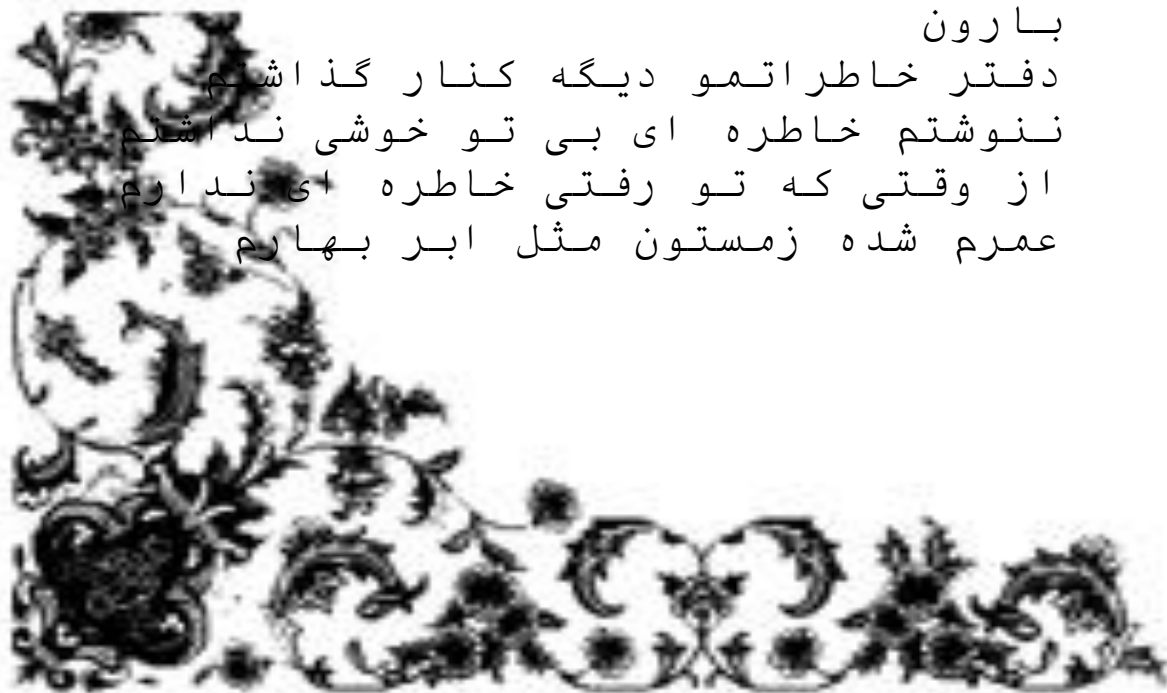 بارون
دفتر خاطراتمو دیگه کنار گذاشتم
ننوشتم خاطره ای بی تو خوشی نداشتم
از وقتی که تو رفتی خاطره ای ندارم
عمرم شده زمستون مثل ابر بهارم